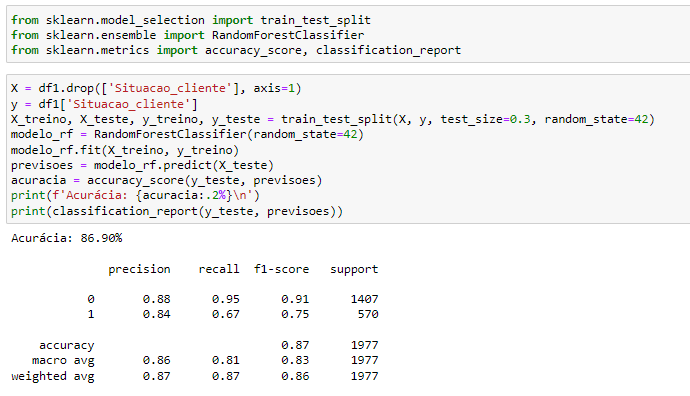 from sklearn.model_selection import train_test_split
from sklearn.ensemble import RandomForestClassifier
from sklearn.metrics import accuracy_score, classification_report
X = df1.drop(['Situacao_cliente'], axis=1)
y = df1['Situacao_cliente']
X_treino, X_teste, y_treino, y_teste = train_test_split(X, y, test_size=0.3, random_state=42)
modelo_rf = RandomForestClassifier(random_state=42)
modelo_rf.fit(X_treino, y_treino)
previsoes = modelo_rf.predict(X_teste)
acuracia = accuracy_score(y_teste, previsoes)
print(f'Acurácia: {acuracia:.2%}\n')
print(classification_report(y_teste, previsoes))
Acurácia: 86.90%
precision recall f1-score support
0 0.88 0.95 0.91 1407
1 0.84 0.67 0.75 570
accuracy 0.87 1977
macro avg 0.86 0.81 0.83 1977
weighted avg 0.87 0.87 0.86 1977